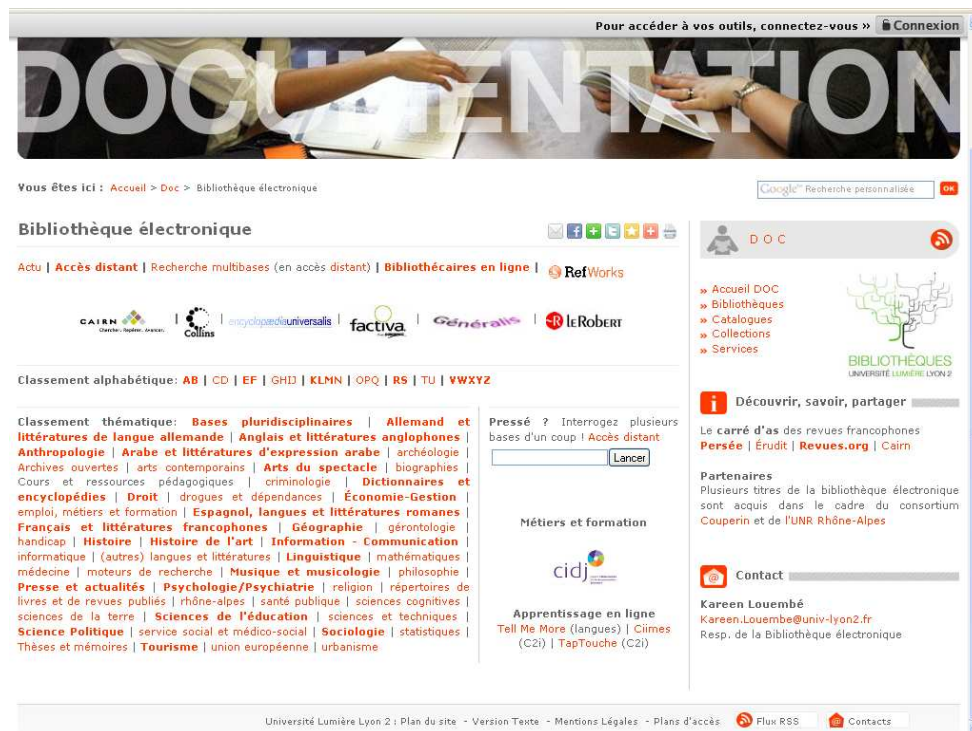 Pour accéder à vos outils, connectez-vous » Connexion
DOCUMENTATION
Vous êtes ici : Accueil > Doc > Bibliothèque électronique
Google™ Recherche personnalisée OK
Bibliothèque électronique
Actu | Accès distant | Recherche multibases (en accès distant) | Bibliothécaires en ligne | RefWorks
CAIRN
Chercher. Repérer. Avancer.
| Collins | encyclopædiauniversalis | factiva | Généralis | R leRobert
Classement alphabétique: AB | CD | EF | GHIJ | KLMN | OPQ | RS | TU | VWXYZ
Classement thématique: Bases pluridisciplinaires | Allemand et
littératures de langue allemande | Anglais et littératures anglophones |
Anthropologie | Arabe et littératures d'expression arabe | archéologie |
Archives ouvertes | arts contemporains | Arts du spectacle | biographies |
Cours et ressources pédagogiques | criminologie | Dictionnaires et
encyclopédies | Droit | drogues et dépendances | Économie-Gestion |
emploi, métiers et formation | Espagnol, langues et littératures romanes |
Français et littératures francophones | Géographie | gérontologie |
handicap | Histoire | Histoire de l'art | Information - Communication |
informatique | (autres) langues et littératures | Linguistique | mathématiques |
médecine | moteurs de recherche | Musique et musicologie | philosophie |
Presse et actualités | Psychologie/Psychiatrie | religion | répertoires de
livres et de revues publiés | rhône-alpes | santé publique | sciences cognitives |
sciences de la terre | Sciences de l'éducation | sciences et techniques |
Science Politique | service social et médico-social | Sociologie | statistiques |
Thèses et mémoires | Tourisme | union européenne | urbanisme
Pressé ? Interrogez plusieurs
bases d'un coup ! Accès distant
Lancer
Métiers et formation
cidj
Apprentissage en ligne
Tell Me More (langues) | Ciimes
(C2i) | TapTouche (C2i)
DOC
» Accueil DOC
» Bibliothèques
» Catalogues
» Collections
» Services
BIBLIOTHÈQUES
UNIVERSITÉ LUMIÈRE LYON 2
i Découvrir, savoir, partager
Le carré d'as des revues francophones
Persée | Érudit | Revues.org | Cairn
Partenaires
Plusieurs titres de la bibliothèque électronique
sont acquis dans le cadre du consortium
Couperin et de l'UNR Rhône-Alpes
@ Contact
Kareen Louembé
Kareen.Louembe@univ-lyon2.fr
Resp. de la Bibliothèque électronique
Université Lumière Lyon 2 : Plan du site - Version Texte - Mentions Légales - Plans d'accès Flux RSS Contacts